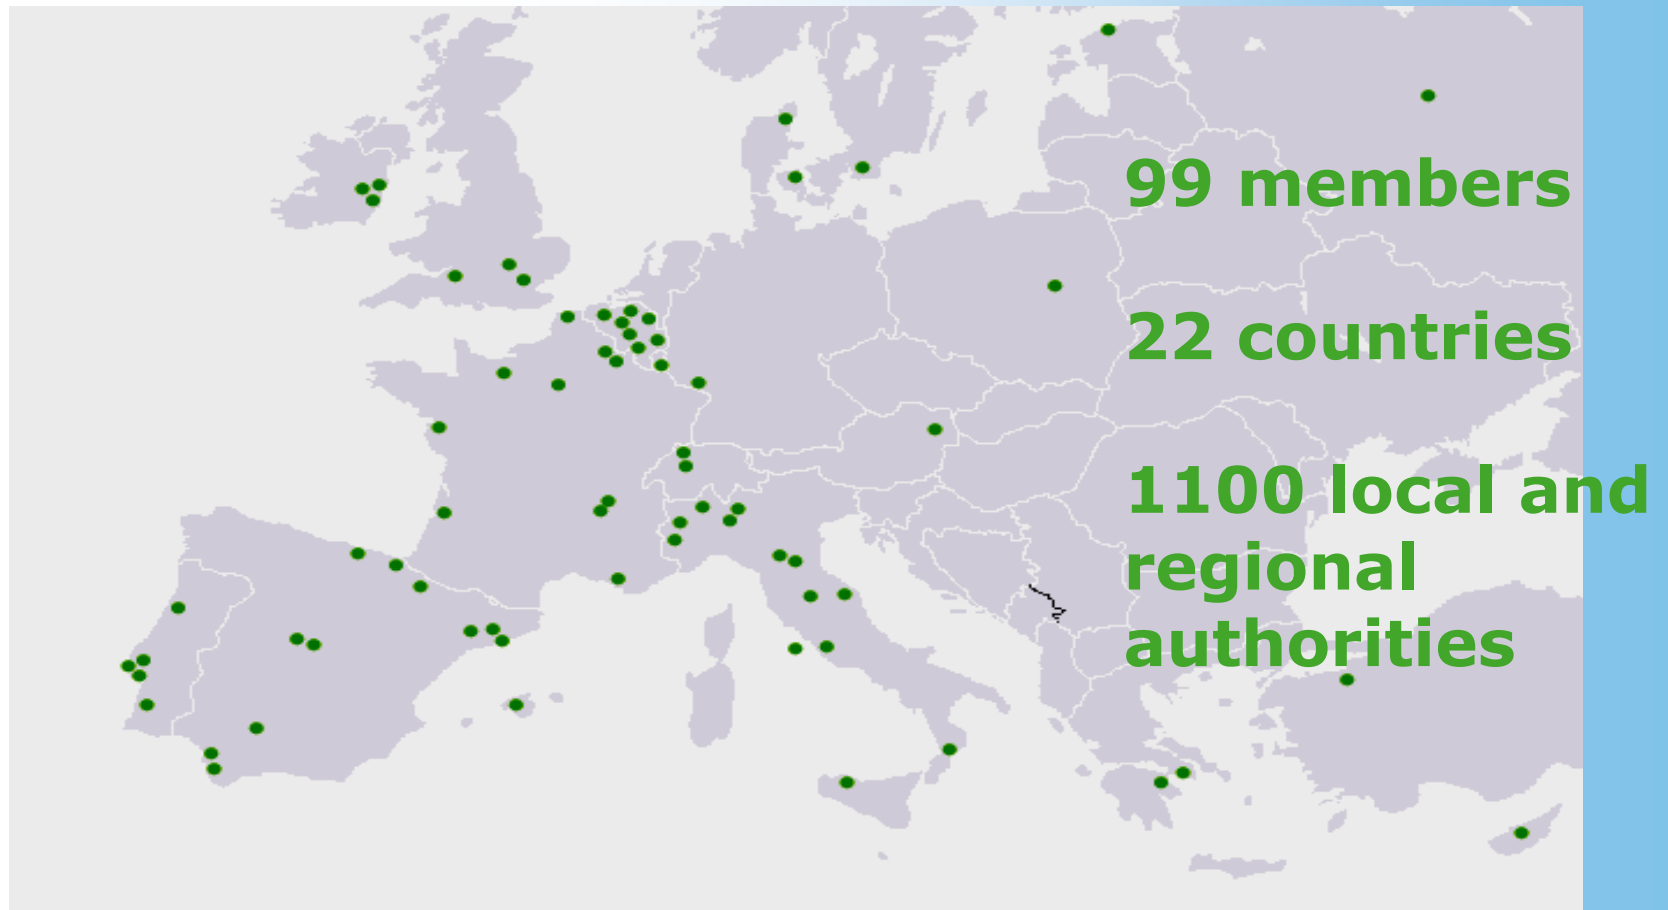 99 members
22 countries
1100 local and
regional
authorities